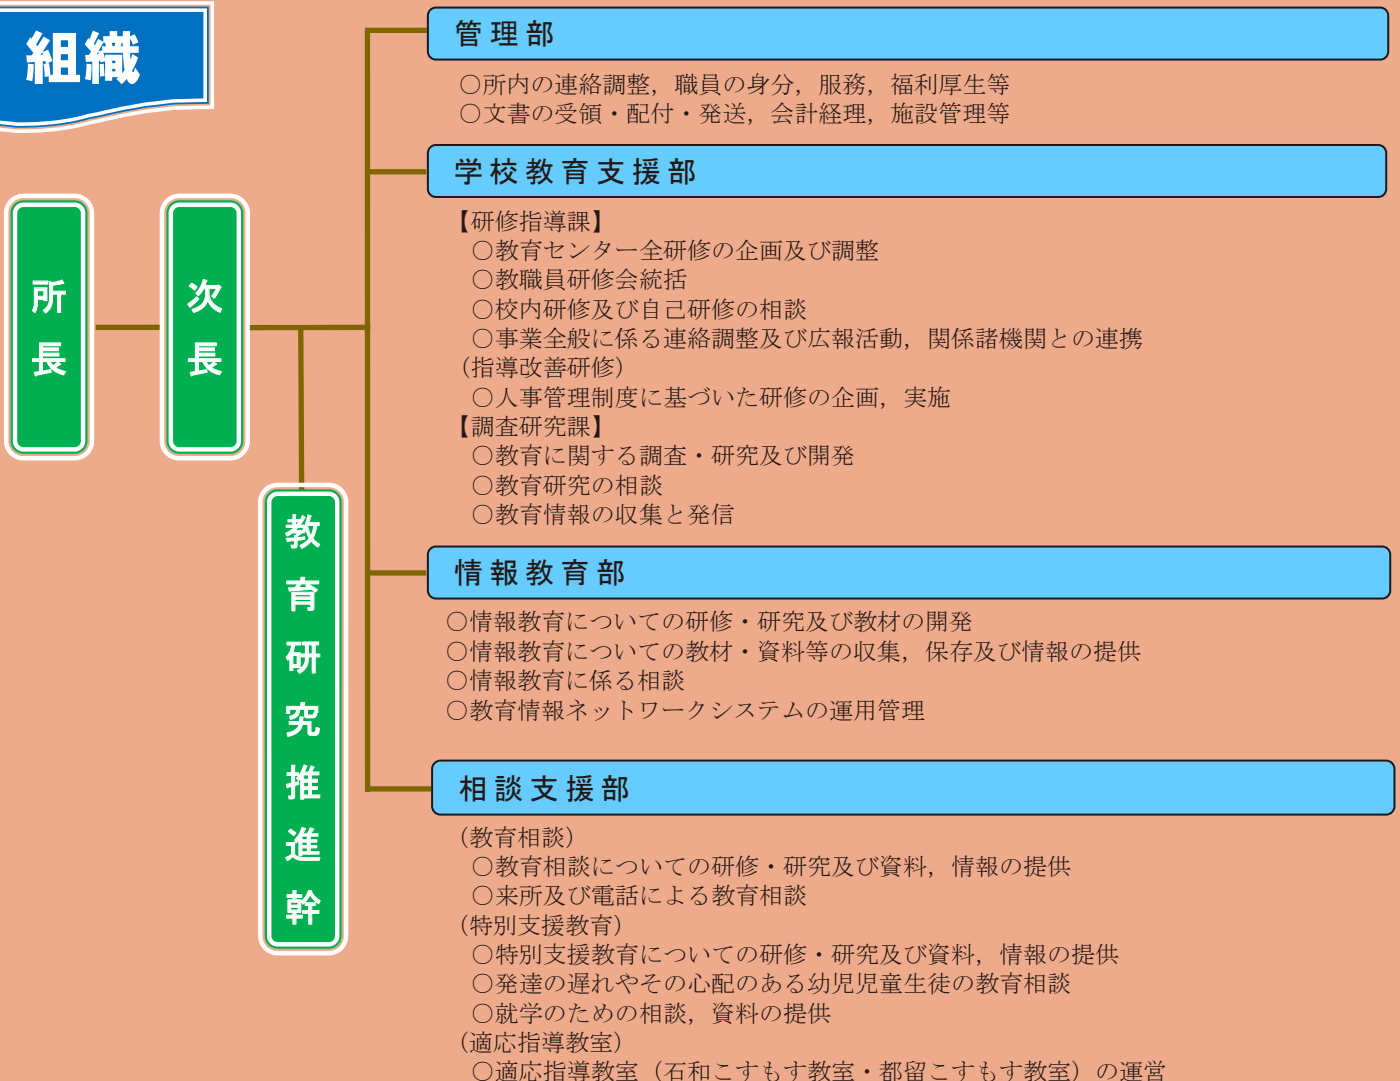 組織
所長
次長
教育研究推進幹
管理部
○所内の連絡調整，職員の身分，服務，福利厚生等
○文書の受領・配付・発送，会計経理，施設管理等
学校教育支援部
【研修指導課】
○教育センター全研修の企画及び調整
○教職員研修会統括
○校内研修及び自己研修の相談
○事業全般に係る連絡調整及び広報活動，関係諸機関との連携
（指導改善研修）
○人事管理制度に基づいた研修の企画，実施
【調査研究課】
○教育に関する調査・研究及び開発
○教育研究の相談
○教育情報の収集と発信
情報教育部
○情報教育についての研修・研究及び教材の開発
○情報教育についての教材・資料等の収集，保存及び情報の提供
○情報教育に係る相談
○教育情報ネットワークシステムの運用管理
相談支援部
（教育相談）
○教育相談についての研修・研究及び資料，情報の提供
○来所及び電話による教育相談
（特別支援教育）
○特別支援教育についての研修・研究及び資料，情報の提供
○発達の遅れやその心配のある幼児児童生徒の教育相談
○就学のための相談，資料の提供
（適応指導教室）
○適応指導教室（石和こすもす教室・都留こすもす教室）の運営